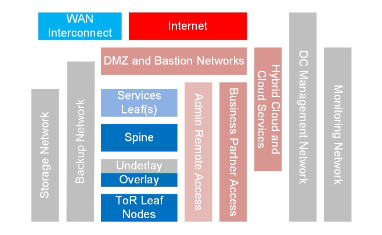 WAN
Interconnect
Internet
DMZ and Bastion Networks
Services
Leaf(s)
Spine
Underlay
Overlay
ToR Leaf
Nodes
Storage Network
Backup Network
Admin Remote
Access
Business Partner
Access
Hybrid Cloud and
Cloud Services
DC Management
Network
Monitoring Network